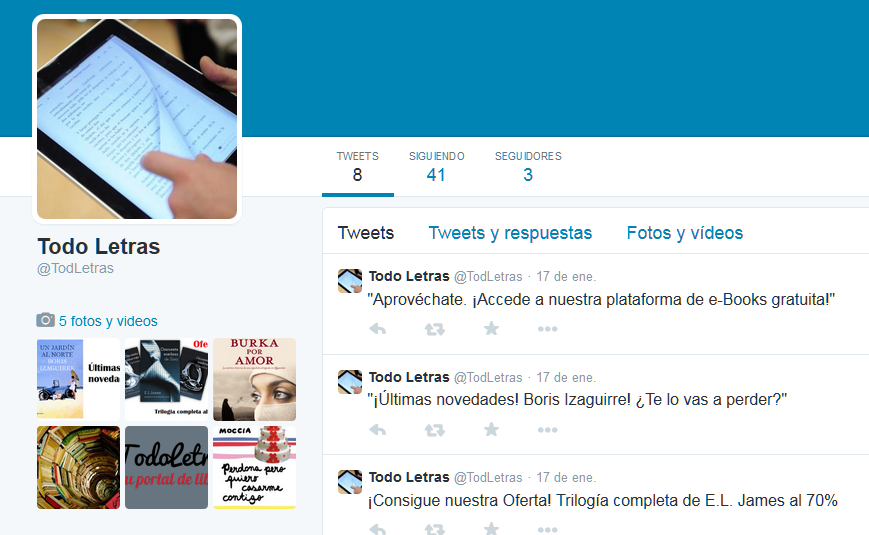 TWEETS
8
SIGUIENDO
41
SEGUIDORES
3
Todo Letras
@TodLetras
5 fotos y videos
UN JARDÍN
AL NORTE
BORIS
IZAGUIRRE
Últimas
noveda
Ofe
E.L. James
Trilogía completa al
BURKA
POR
AMOR
TodoLetr
u portal de lib
MOCCIA
Perdona pero
quiero
casarme
contigo
Tweets
Tweets y respuestas
Fotos y vídeos
Todo Letras @TodLetras · 17 de ene.
"Aprovéchate. ¡Accede a nuestra plataforma de e-Books gratuita!"
Todo Letras @TodLetras · 17 de ene.
"¡Últimas novedades! Boris Izaguirre! ¿Te lo vas a perder?"
Todo Letras @TodLetras · 17 de ene.
¡Consigue nuestra Oferta! Trilogía completa de E.L. James al 70%